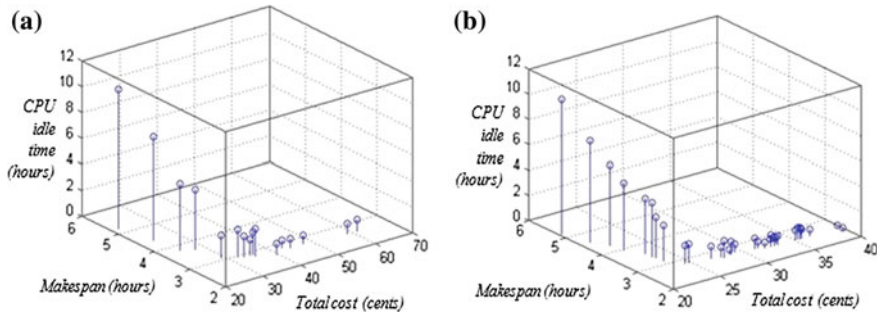 (a)
12
10
8
6
4
2
0
CPU
idle
time
(hours)
6
5
4
3
2
Makespan (hours)
20
30
40
50
60
70
Total cost (cents)
(b)
12
10
8
6
4
2
0
CPU
idle
time
(hours)
6
5
4
3
2
Makespan (hours)
20
25
30
35
40
Total cost (cents)